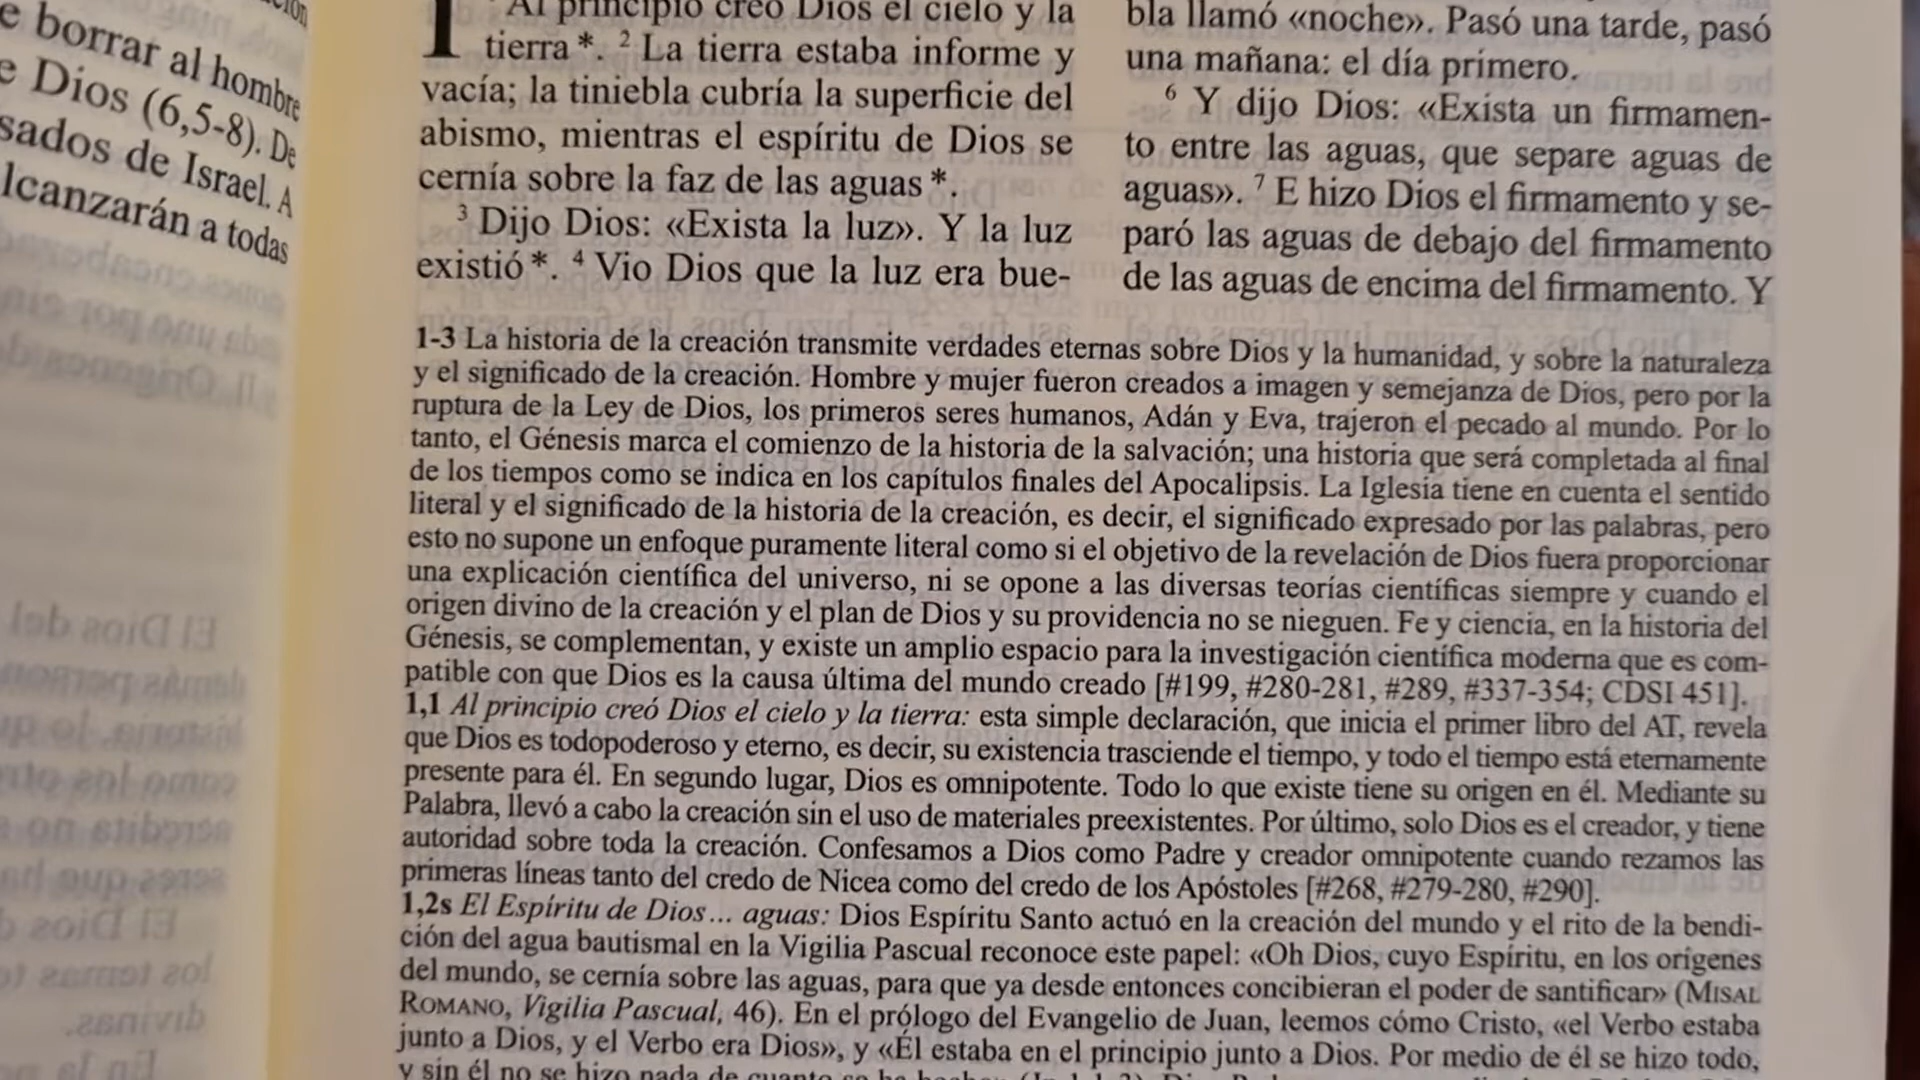 e borrar al hombre
e Dios (6,5-8). De
sados de Israel. A
lcanzarán a todas
1 Al principio creó Dios el cielo y la
tierra*. 2 La tierra estaba informe y
vacía; la tiniebla cubría la superficie del
abismo, mientras el espíritu de Dios se
cernía sobre la faz de las aguas*.
3 Dijo Dios: «Exista la luz». Y la luz
existió*. 4 Vio Dios que la luz era bue-
bla llamó «noche». Pasó una tarde, pasó
una mañana: el día primero.
6 Y dijo Dios: «Exista un firmamen-
to entre las aguas, que separe aguas de
aguas». 7 E hizo Dios el firmamento y se-
paró las aguas de debajo del firmamento
de las aguas de encima del firmamento. Y
1-3 La historia de la creación transmite verdades eternas sobre Dios y la humanidad, y sobre la naturaleza
y el significado de la creación. Hombre y mujer fueron creados a imagen y semejanza de Dios, pero por la
ruptura de la Ley de Dios, los primeros seres humanos, Adán y Eva, trajeron el pecado al mundo. Por lo
tanto, el Génesis marca el comienzo de la historia de la salvación; una historia que será completada al final
de los tiempos como se indica en los capítulos finales del Apocalipsis. La Iglesia tiene en cuenta el sentido
literal y el significado de la historia de la creación, es decir, el significado expresado por las palabras, pero
esto no supone un enfoque puramente literal como si el objetivo de la revelación de Dios fuera proporcionar
una explicación científica del universo, ni se opone a las diversas teorías científicas siempre y cuando el
origen divino de la creación y el plan de Dios y su providencia no se nieguen. Fe y ciencia, en la historia del
Génesis, se complementan, y existe un amplio espacio para la investigación científica moderna que es com-
patible con que Dios es la causa última del mundo creado [#199, #280-281, #289, #337-354; CDSI 451].
1,1 Al principio creó Dios el cielo y la tierra: esta simple declaración, que inicia el primer libro del AT, revela
que Dios es todopoderoso y eterno, es decir, su existencia trasciende el tiempo, y todo el tiempo está eternamente
presente para él. En segundo lugar, Dios es omnipotente. Todo lo que existe tiene su origen en él. Mediante su
Palabra, llevó a cabo la creación sin el uso de materiales preexistentes. Por último, solo Dios es el creador, y tiene
autoridad sobre toda la creación. Confesamos a Dios como Padre y creador omnipotente cuando rezamos las
primeras líneas tanto del credo de Nicea como del credo de los Apóstoles [#268, #279-280, #290].
1,2s El Espíritu de Dios... aguas: Dios Espíritu Santo actuó en la creación del mundo y el rito de la bendi-
ción del agua bautismal en la Vigilia Pascual reconoce este papel: «Oh Dios, cuyo Espíritu, en los orígenes
del mundo, se cernía sobre las aguas, para que ya desde entonces concibieran el poder de santificar» (MISAL
ROMANO, Vigilia Pascual, 46). En el prólogo del Evangelio de Juan, leemos cómo Cristo, «el Verbo estaba
junto a Dios, y el Verbo era Dios», y «Él estaba en el principio junto a Dios. Por medio de él se hizo todo,
y sin él no se hizo nada de cuanto se ha